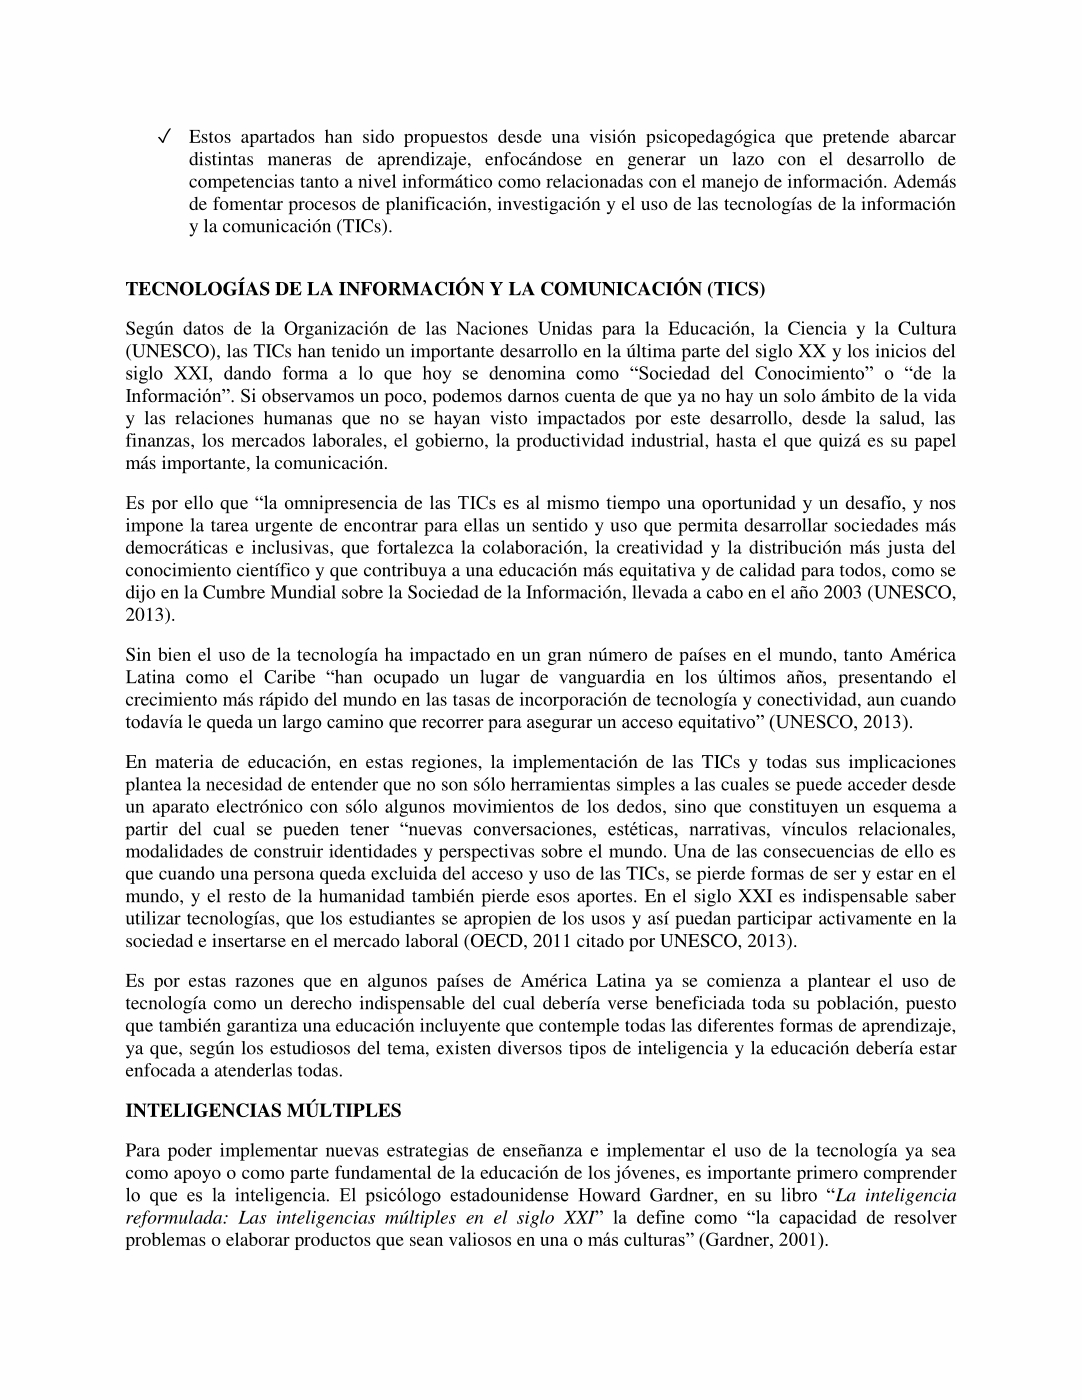 ✓ Estos apartados han sido propuestos desde una visión psicopedagógica que pretende abarcar
distintas maneras de aprendizaje, enfocándose en generar un lazo con el desarrollo de
competencias tanto a nivel informático como relacionadas con el manejo de información. Además
de fomentar procesos de planificación, investigación y el uso de las tecnologías de la información
y la comunicación (TICs).
TECNOLOGÍAS DE LA INFORMACIÓN Y LA COMUNICACIÓN (TICS)
Según datos de la Organización de las Naciones Unidas para la Educación, la Ciencia y la Cultura
(UNESCO), las TICs han tenido un importante desarrollo en la última parte del siglo XX y los inicios del
siglo XXI, dando forma a lo que hoy se denomina como “Sociedad del Conocimiento” o “de la
Información”. Si observamos un poco, podemos darnos cuenta de que ya no hay un solo ámbito de la vida
y las relaciones humanas que no se hayan visto impactados por este desarrollo, desde la salud, las
finanzas, los mercados laborales, el gobierno, la productividad industrial, hasta el que quizá es su papel
más importante, la comunicación.
Es por ello que “la omnipresencia de las TICs es al mismo tiempo una oportunidad y un desafío, y nos
impone la tarea urgente de encontrar para ellas un sentido y uso que permita desarrollar sociedades más
democráticas e inclusivas, que fortalezca la colaboración, la creatividad y la distribución más justa del
conocimiento científico y que contribuya a una educación más equitativa y de calidad para todos, como se
dijo en la Cumbre Mundial sobre la Sociedad de la Información, llevada a cabo en el año 2003 (UNESCO,
2013).
Sin bien el uso de la tecnología ha impactado en un gran número de países en el mundo, tanto América
Latina como el Caribe “han ocupado un lugar de vanguardia en los últimos años, presentando el
crecimiento más rápido del mundo en las tasas de incorporación de tecnología y conectividad, aun cuando
todavía le queda un largo camino que recorrer para asegurar un acceso equitativo” (UNESCO, 2013).
En materia de educación, en estas regiones, la implementación de las TICs y todas sus implicaciones
plantea la necesidad de entender que no son sólo herramientas simples a las cuales se puede acceder desde
un aparato electrónico con sólo algunos movimientos de los dedos, sino que constituyen un esquema a
partir del cual se pueden tener “nuevas conversaciones, estéticas, narrativas, vínculos relacionales,
modalidades de construir identidades y perspectivas sobre el mundo. Una de las consecuencias de ello es
que cuando una persona queda excluida del acceso y uso de las TICs, se pierde formas de ser y estar en el
mundo, y el resto de la humanidad también pierde esos aportes. En el siglo XXI es indispensable saber
utilizar tecnologías, que los estudiantes se apropien de los usos y así puedan participar activamente en la
sociedad e insertarse en el mercado laboral (OECD, 2011 citado por UNESCO, 2013).
Es por estas razones que en algunos países de América Latina ya se comienza a plantear el uso de
tecnología como un derecho indispensable del cual debería verse beneficiada toda su población, puesto
que también garantiza una educación incluyente que contemple todas las diferentes formas de aprendizaje,
ya que, según los estudiosos del tema, existen diversos tipos de inteligencia y la educación debería estar
enfocada a atenderlas todas.
INTELIGENCIAS MÚLTIPLES
Para poder implementar nuevas estrategias de enseñanza e implementar el uso de la tecnología ya sea
como apoyo o como parte fundamental de la educación de los jóvenes, es importante primero comprender
lo que es la inteligencia. El psicólogo estadounidense Howard Gardner, en su libro “La inteligencia
reformulada: Las inteligencias múltiples en el siglo XXI” la define como “la capacidad de resolver
problemas o elaborar productos que sean valiosos en una o más culturas” (Gardner, 2001).